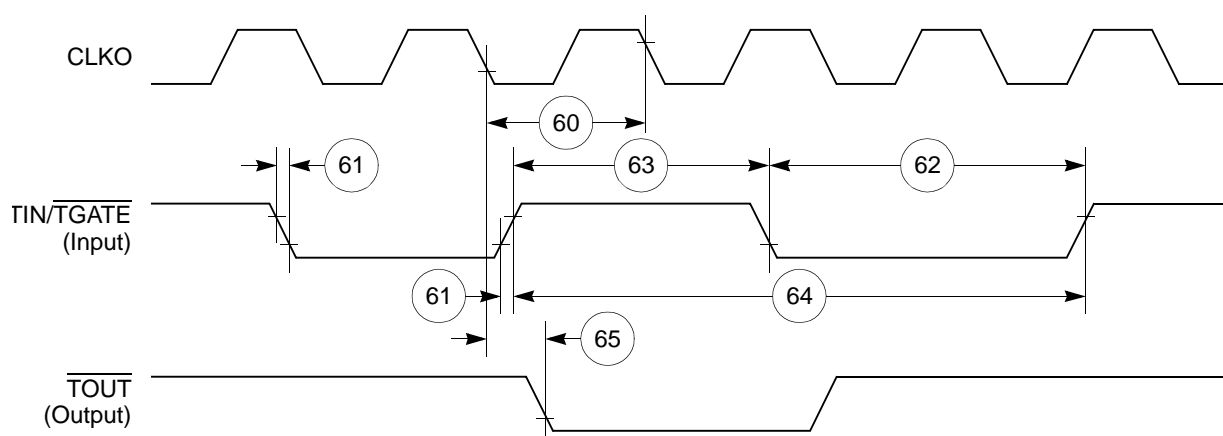 CLKO
60
61
63
62
TIN/TGATE
(Input)
61
64
65
TOUT
(Output)